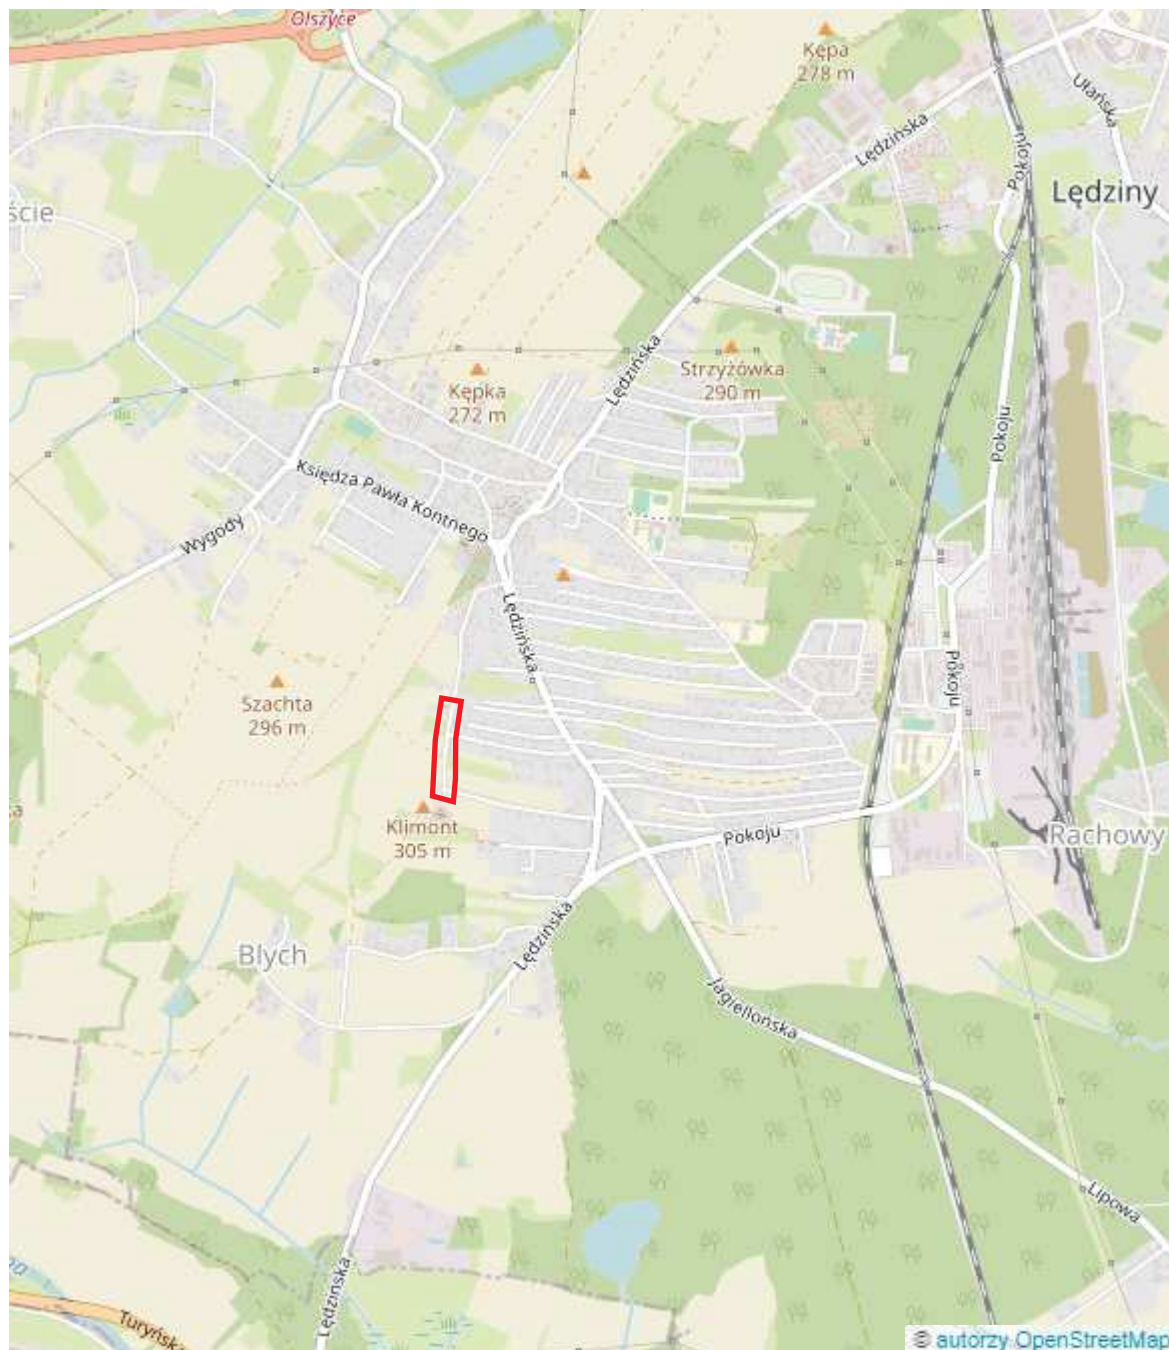 Olszyce
Kępa
278 m
Ułańska
Lędzińska
Pokoju
Lędziny
ście
Lędzińska
Strzyżówka
290 m
Kępka
272 m
Pokoju
Księdza Pawła Kontnego
Wygody
Lędzińska
Pokoju
Szachta
296 m
Klimont
305 m
Pokoju
Rachowy
Blych
Lędzińska
Jagiellońska
Lipowa
Lędzińska
Turyńska
© autorzy OpenStreetMap